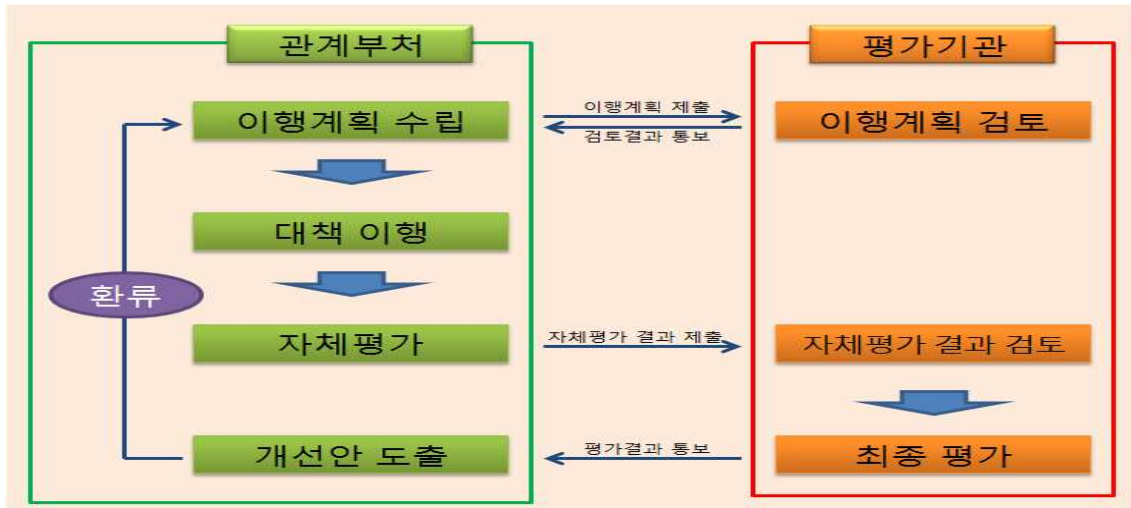 관계부처
평가기관
이행계획 수립
이행계획 제출
검토결과 통보
이행계획 검토
대책 이행
환류
자체평가
자체평가 결과 제출
자체평가 결과 검토
개선안 도출
평가결과 통보
최종 평가